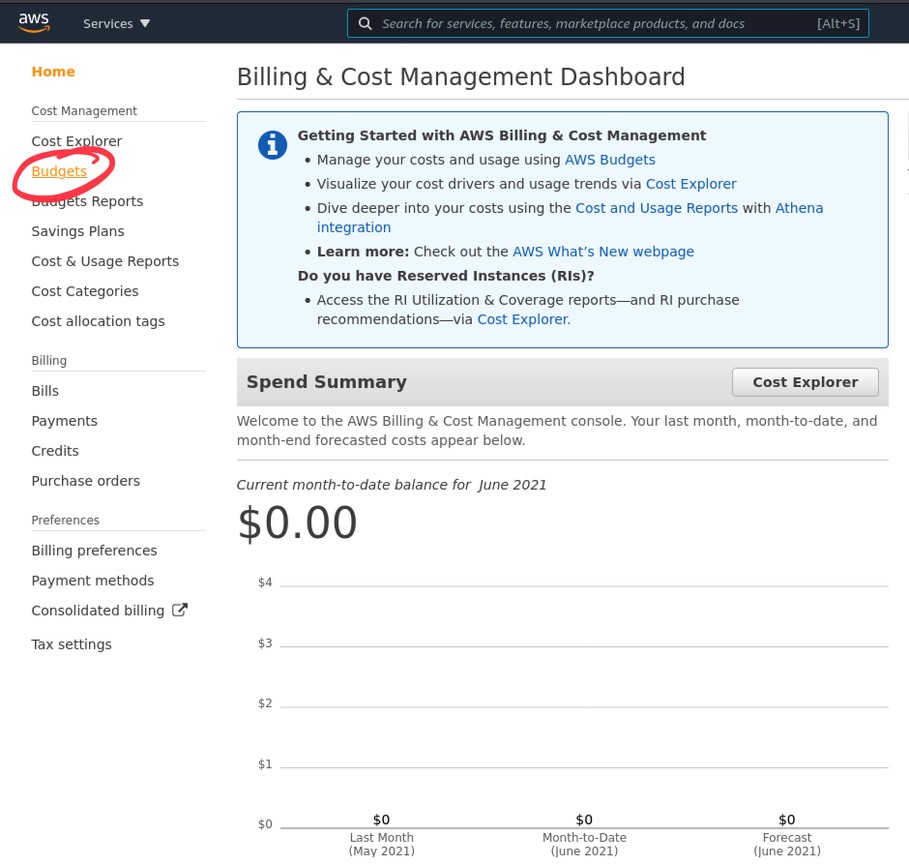 aws
Services
Search for services, features, marketplace products, and docs
[Alt+S]
Home
Cost Management
Cost Explorer
Budgets
Budgets Reports
Savings Plans
Cost & Usage Reports
Cost Categories
Cost allocation tags
Billing
Bills
Payments
Credits
Purchase orders
Preferences
Billing preferences
Payment methods
Consolidated billing
Tax settings
Billing & Cost Management Dashboard
Getting Started with AWS Billing & Cost Management
• Manage your costs and usage using AWS Budgets
• Visualize your cost drivers and usage trends via Cost Explorer
• Dive deeper into your costs using the Cost and Usage Reports with Athena
integration
• Learn more: Check out the AWS What’s New webpage
Do you have Reserved Instances (RIs)?
• Access the RI Utilization & Coverage reports—and RI purchase
recommendations—via Cost Explorer.
Spend Summary
Cost Explorer
Welcome to the AWS Billing & Cost Management console. Your last month, month-to-date, and
month-end forecasted costs appear below.
Current month-to-date balance for June 2021
$0.00
$4
$3
$2
$1
$0
$0 $0 $0
Last Month Month-to-Date Forecast
(May 2021) (June 2021) (June 2021)